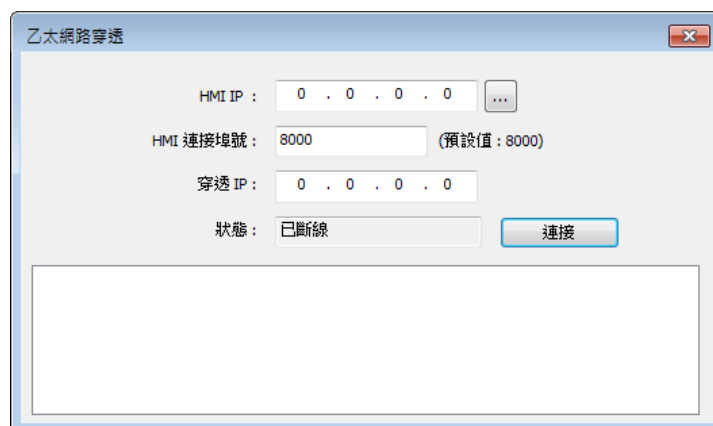 乙太網路穿透
HMI IP : 0 . 0 . 0 . 0 ...
HMI 連接埠號 : 8000 (預設值 : 8000)
穿透 IP : 0 . 0 . 0 . 0
狀態 : 已斷線 連接